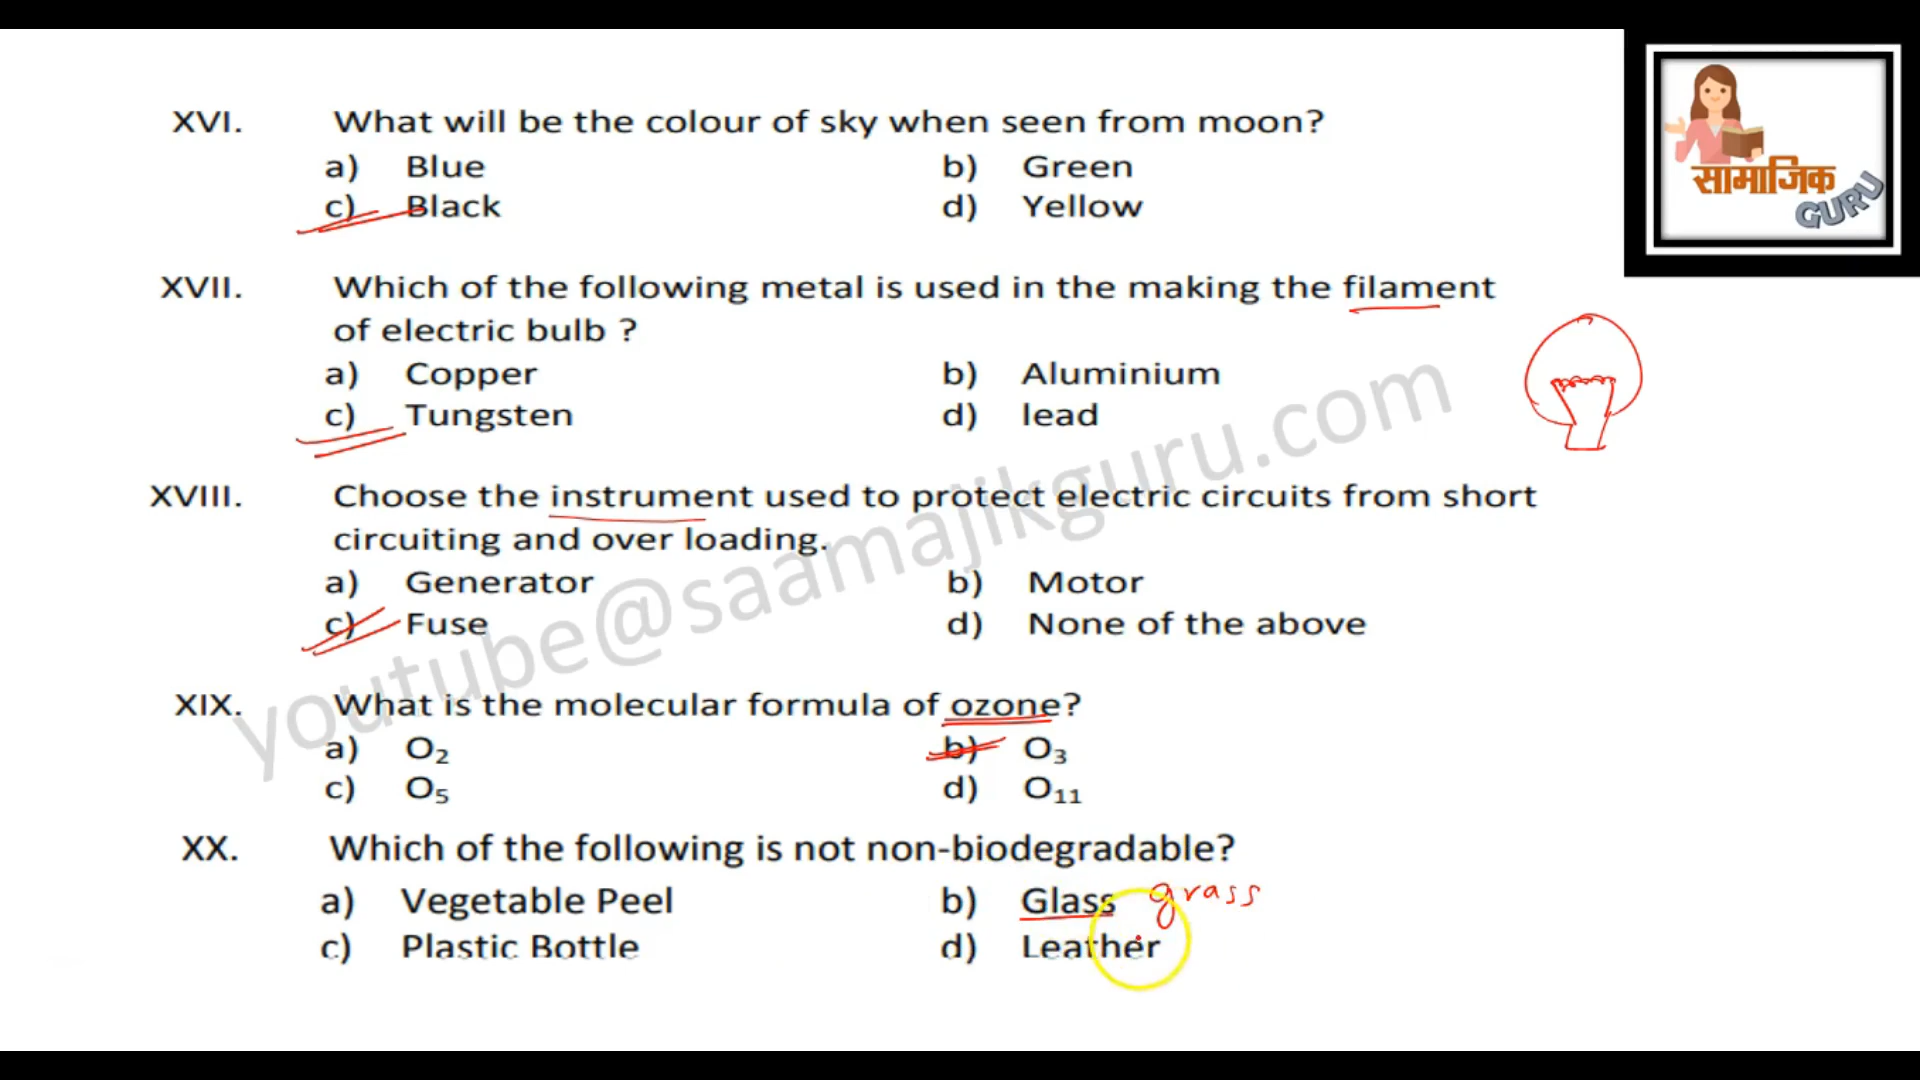 सामाजिक
GURU
XVI. What will be the colour of sky when seen from moon?
a) Blue b) Green
c) Black d) Yellow
XVII. Which of the following metal is used in the making the filament
of electric bulb ?
a) Copper b) Aluminium
c) Tungsten d) lead
XVIII. Choose the instrument used to protect electric circuits from short
circuiting and over loading.
a) Generator b) Motor
c) Fuse d) None of the above
XIX. What is the molecular formula of ozone?
a) O₂ b) O₃
c) O₅ d) O₁₁
XX. Which of the following is not non-biodegradable?
a) Vegetable Peel b) Glass grass
c) Plastic Bottle d) Leather
youtube@saamajikguru.com